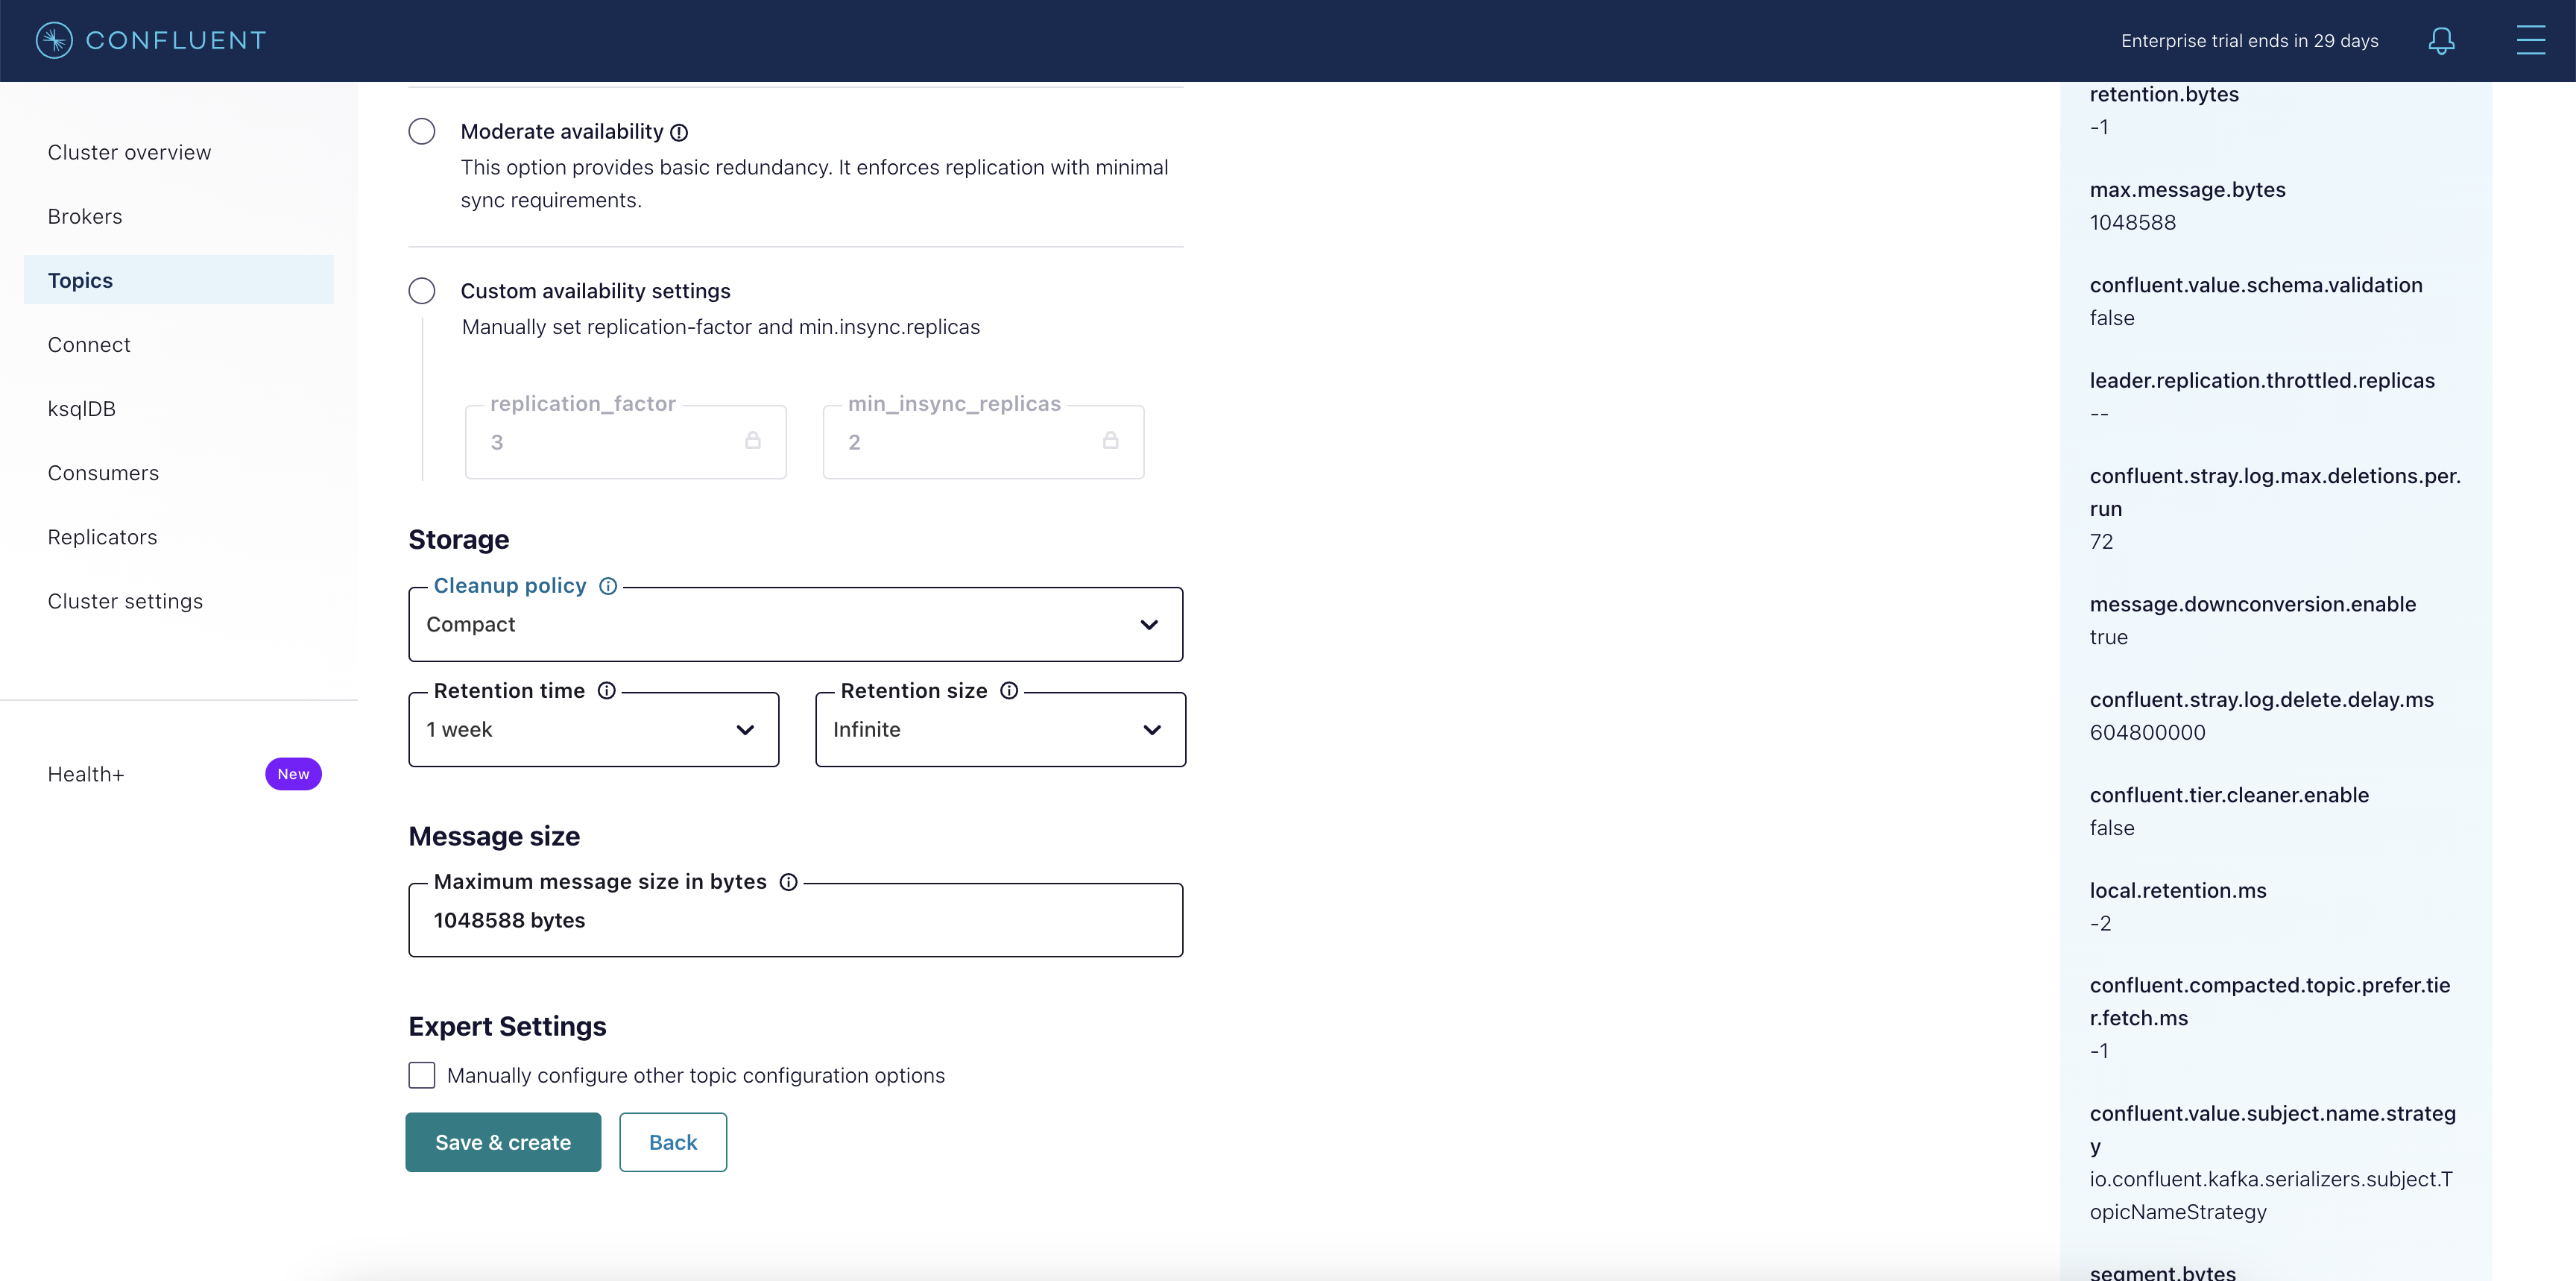 CONFLUENT
Enterprise trial ends in 29 days
Cluster overview
Brokers
Topics
Connect
ksqlDB
Consumers
Replicators
Cluster settings
Health+
New
Moderate availability
This option provides basic redundancy. It enforces replication with minimal
sync requirements.
Custom availability settings
Manually set replication-factor and min.insync.replicas
replication_factor
3
min_insync_replicas
2
Storage
Cleanup policy
Compact
Retention time
1 week
Retention size
Infinite
Message size
Maximum message size in bytes
1048588 bytes
Expert Settings
Manually configure other topic configuration options
Save & create
Back
retention.bytes
-1
max.message.bytes
1048588
confluent.value.schema.validation
false
leader.replication.throttled.replicas
--
confluent.stray.log.max.deletions.per.
run
72
message.downconversion.enable
true
confluent.stray.log.delete.delay.ms
604800000
confluent.tier.cleaner.enable
false
local.retention.ms
-2
confluent.compacted.topic.prefer.tie
r.fetch.ms
-1
confluent.value.subject.name.strateg
y
io.confluent.kafka.serializers.subject.T
opicNameStrategy
segment.bytes